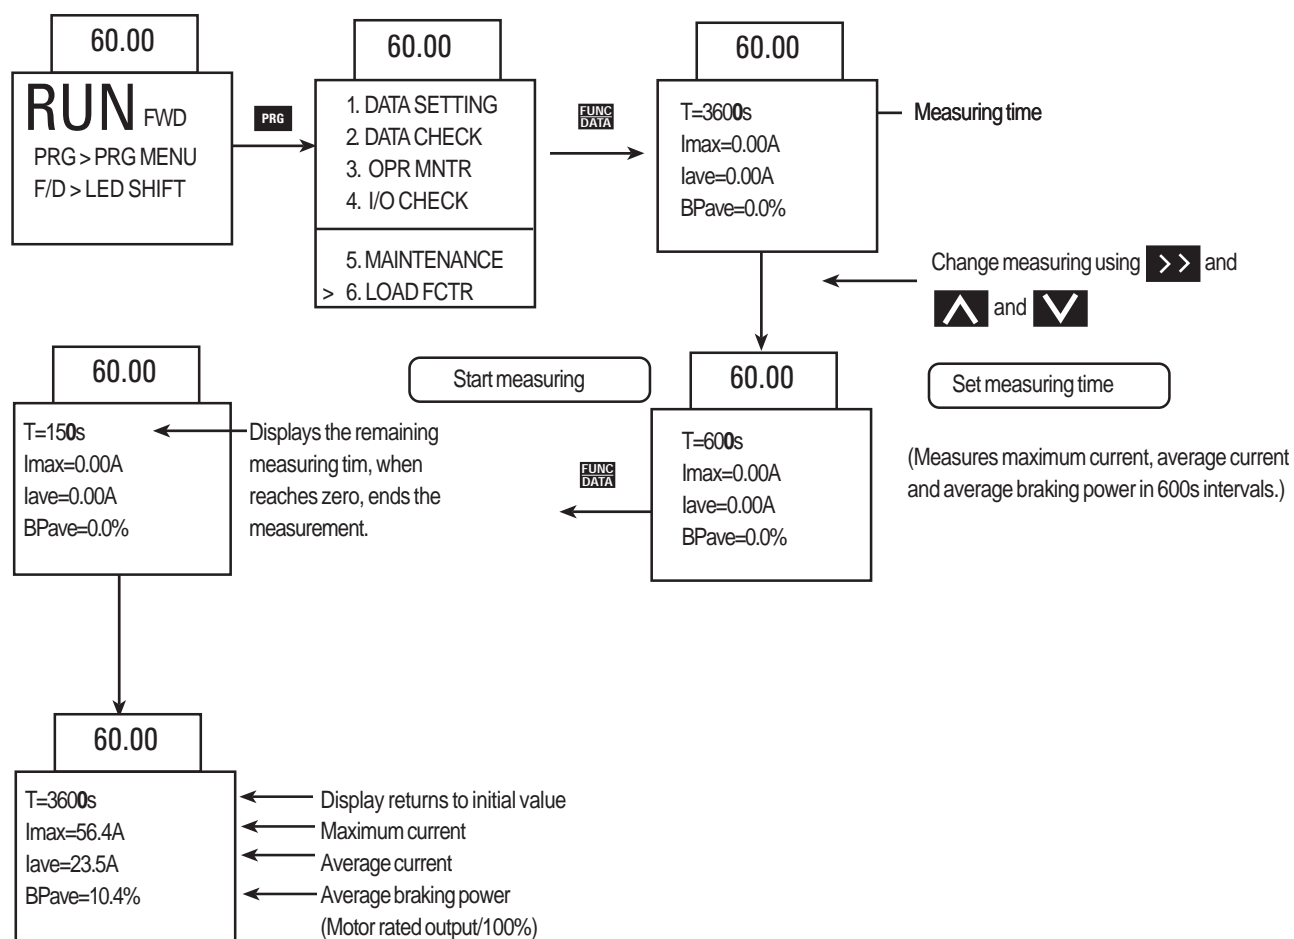 60.00
RUN FWD
PRG > PRG MENU
F/D > LED SHIFT
PRG
60.00
1. DATA SETTING
2. DATA CHECK
3. OPR MNTR
4. I/O CHECK
5. MAINTENANCE
> 6. LOAD FCTR
FUNC
DATA
60.00
T=3600s
Imax=0.00A
Iave=0.00A
BPave=0.0%
Measuring time
Change measuring using >> and
∧ and ∨
60.00
T=600s
Imax=0.00A
Iave=0.00A
BPave=0.0%
Set measuring time
(Measures maximum current, average current
and average braking power in 600s intervals.)
Start measuring
FUNC
DATA
60.00
T=150s
Imax=0.00A
Iave=0.00A
BPave=0.0%
Displays the remaining
measuring tim, when
reaches zero, ends the
measurement.
60.00
T=3600s
Imax=56.4A
Iave=23.5A
BPave=10.4%
Display returns to initial value
Maximum current
Average current
Average braking power
(Motor rated output/100%)